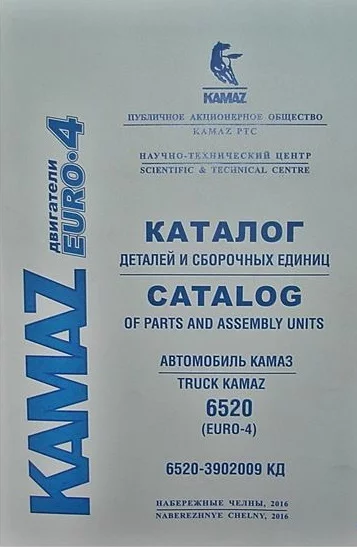 KAMAZ
ПУБЛИЧНОЕ АКЦИОНЕРНОЕ ОБЩЕСТВО
KAMAZ PTC
НАУЧНО-ТЕХНИЧЕСКИЙ ЦЕНТР
SCIENTIFIC & TECHNICAL CENTRE
КАТАЛОГ
ДЕТАЛЕЙ И СБОРОЧНЫХ ЕДИНИЦ
CATALOG
OF PARTS AND ASSEMBLY UNITS
АВТОМОБИЛЬ КАМАЗ
TRUCK KAMAZ
6520
(EURO-4)
6520-3902009 КД
НАБЕРЕЖНЫЕ ЧЕЛНЫ, 2016
NABEREZHNYE CHELNY, 2016
KAMAZ
двигатели
EURO•4